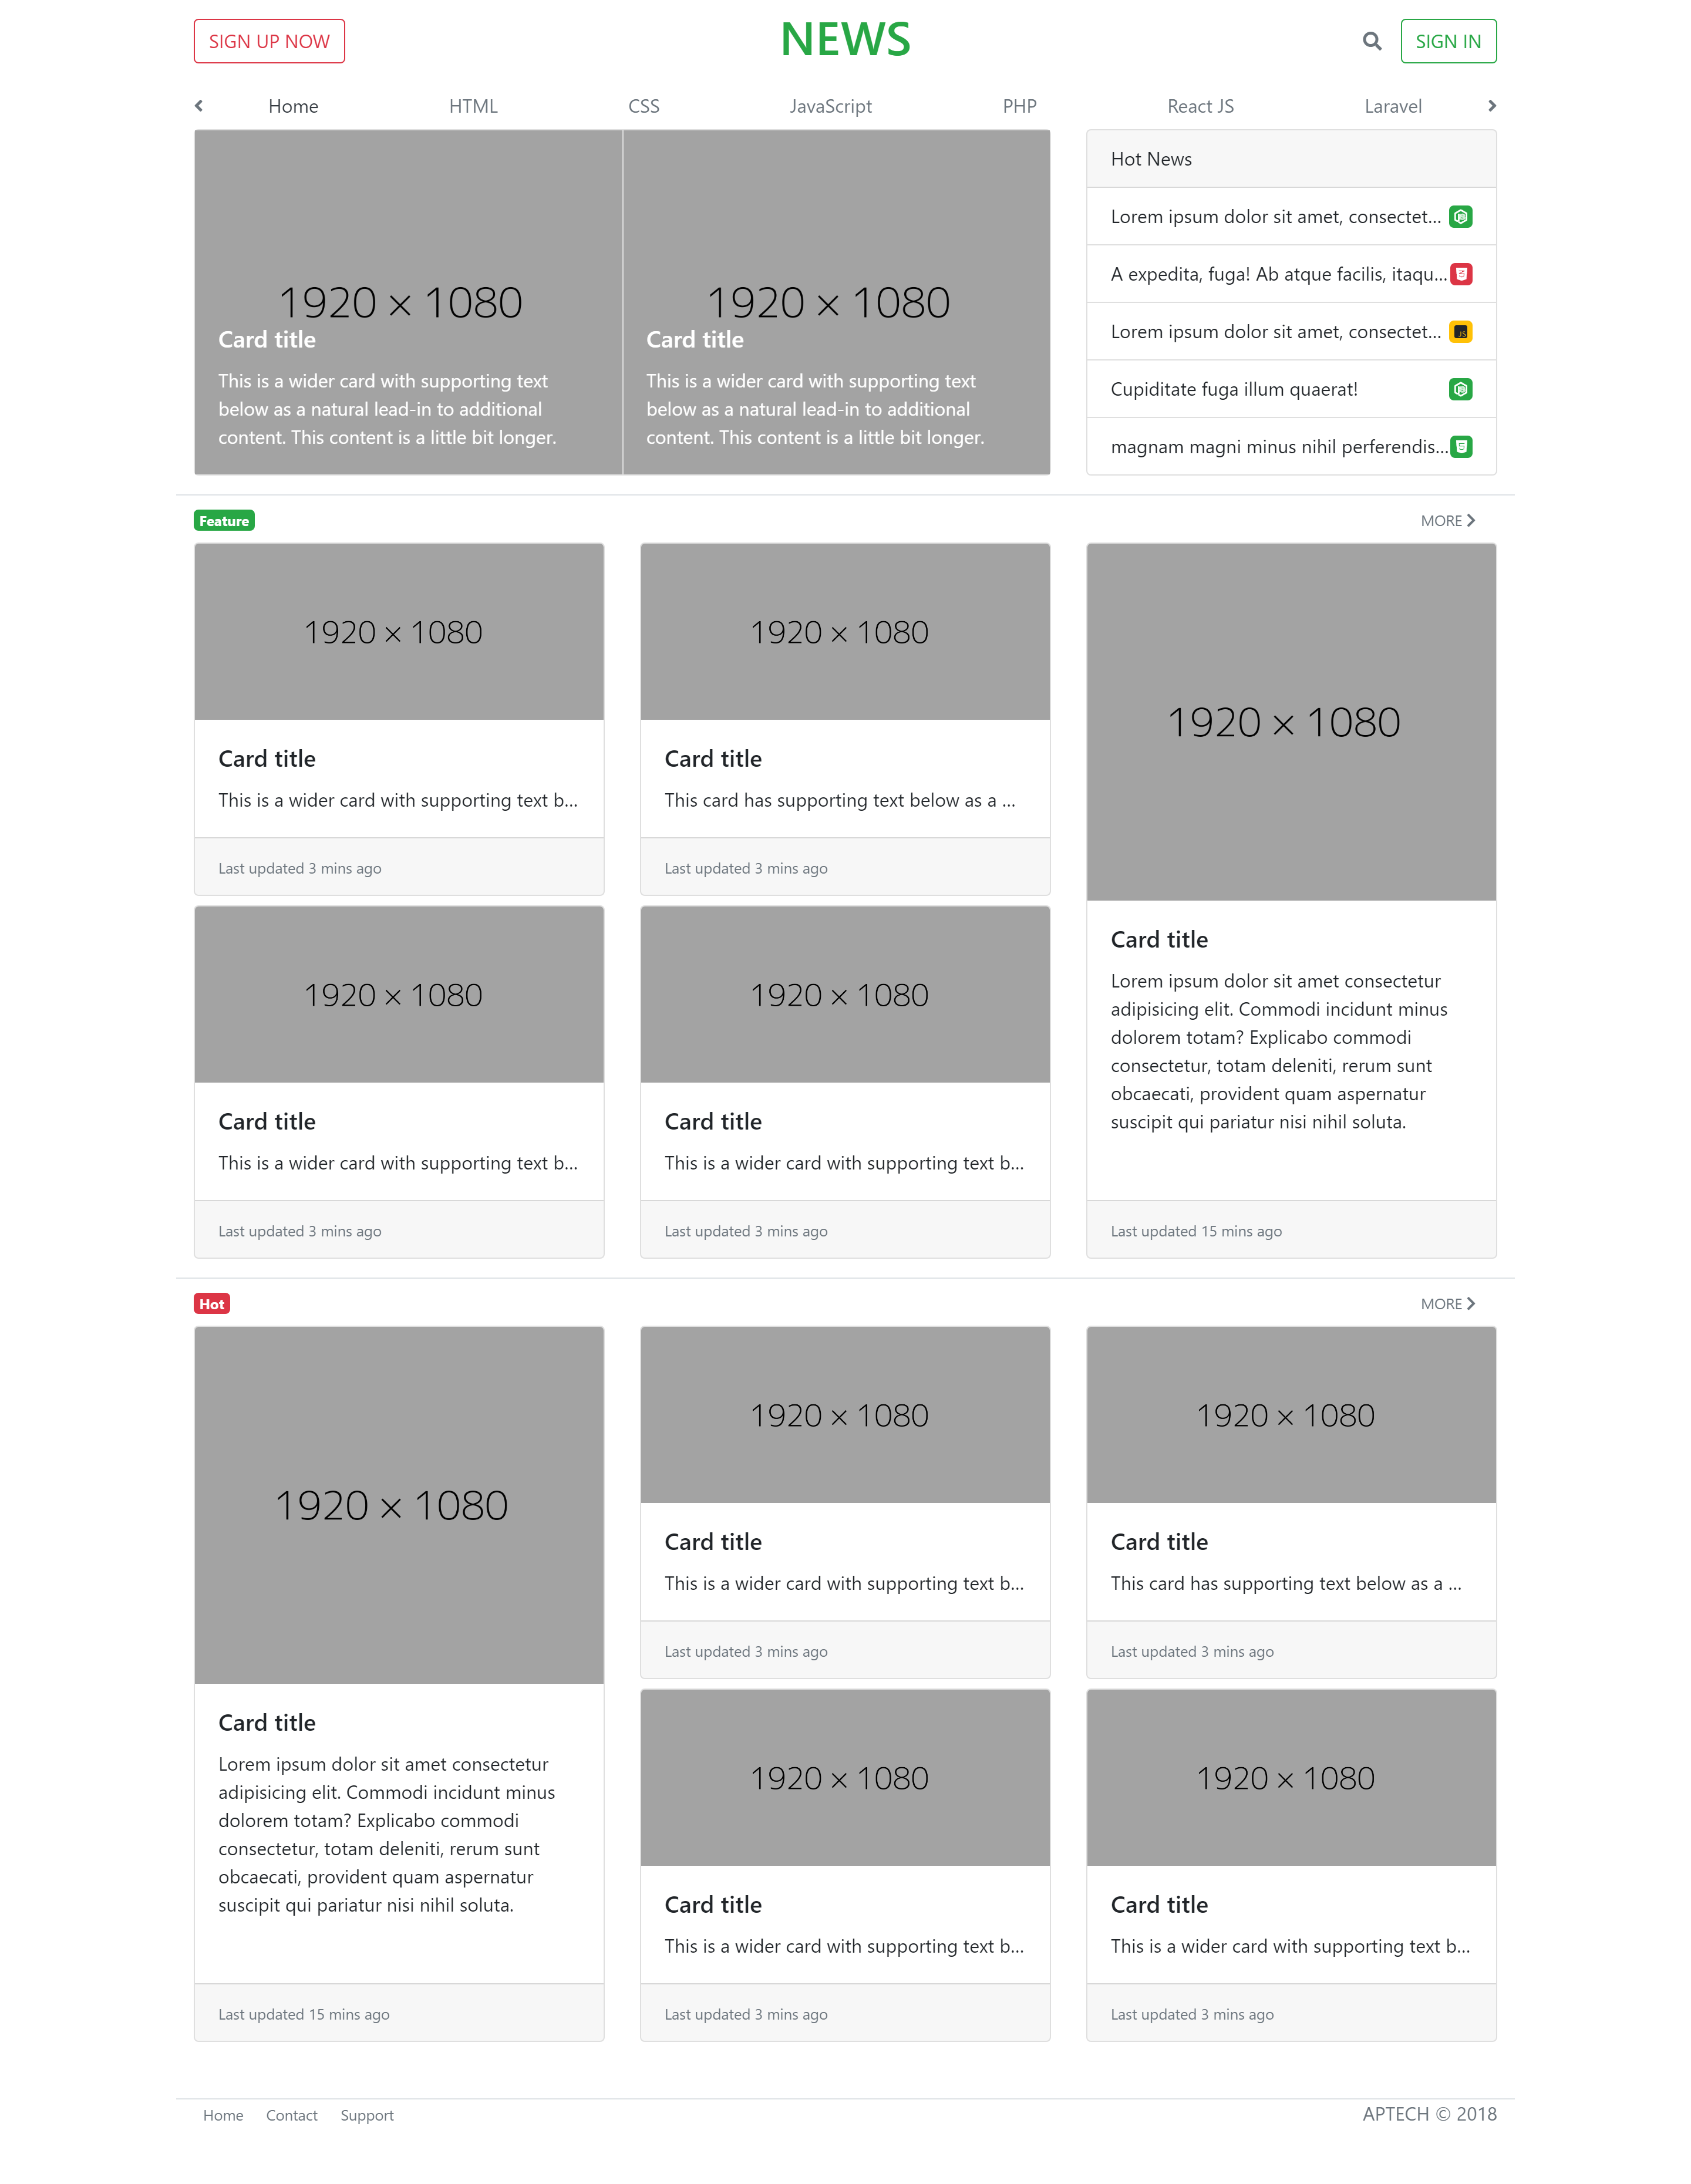 SIGN UP NOW
NEWS
SIGN IN
Home
HTML
CSS
JavaScript
PHP
React JS
Laravel
1920 × 1080
Card title
This is a wider card with supporting text
below as a natural lead-in to additional
content. This content is a little bit longer.
1920 × 1080
Card title
This is a wider card with supporting text
below as a natural lead-in to additional
content. This content is a little bit longer.
Hot News
Lorem ipsum dolor sit amet, consectet...
A expedita, fuga! Ab atque facilis, itaqu...
Lorem ipsum dolor sit amet, consectet...
JS
Cupiditate fuga illum quaerat!
magnam magni minus nihil perferendis...
Feature
MORE
1920 × 1080
Card title
This is a wider card with supporting text b...
Last updated 3 mins ago
1920 × 1080
Card title
This card has supporting text below as a ...
Last updated 3 mins ago
1920 × 1080
Card title
This is a wider card with supporting text b...
Last updated 3 mins ago
1920 × 1080
Card title
This is a wider card with supporting text b...
Last updated 3 mins ago
1920 × 1080
Card title
Lorem ipsum dolor sit amet consectetur
adipisicing elit. Commodi incidunt minus
dolorem totam? Explicabo commodi
consectetur, totam deleniti, rerum sunt
obcaecati, provident quam aspernatur
suscipit qui pariatur nisi nihil soluta.
Last updated 15 mins ago
Hot
MORE
1920 × 1080
Card title
Lorem ipsum dolor sit amet consectetur
adipisicing elit. Commodi incidunt minus
dolorem totam? Explicabo commodi
consectetur, totam deleniti, rerum sunt
obcaecati, provident quam aspernatur
suscipit qui pariatur nisi nihil soluta.
Last updated 15 mins ago
1920 × 1080
Card title
This is a wider card with supporting text b...
Last updated 3 mins ago
1920 × 1080
Card title
This card has supporting text below as a ...
Last updated 3 mins ago
1920 × 1080
Card title
This is a wider card with supporting text b...
Last updated 3 mins ago
1920 × 1080
Card title
This is a wider card with supporting text b...
Last updated 3 mins ago
Home
Contact
Support
APTECH © 2018